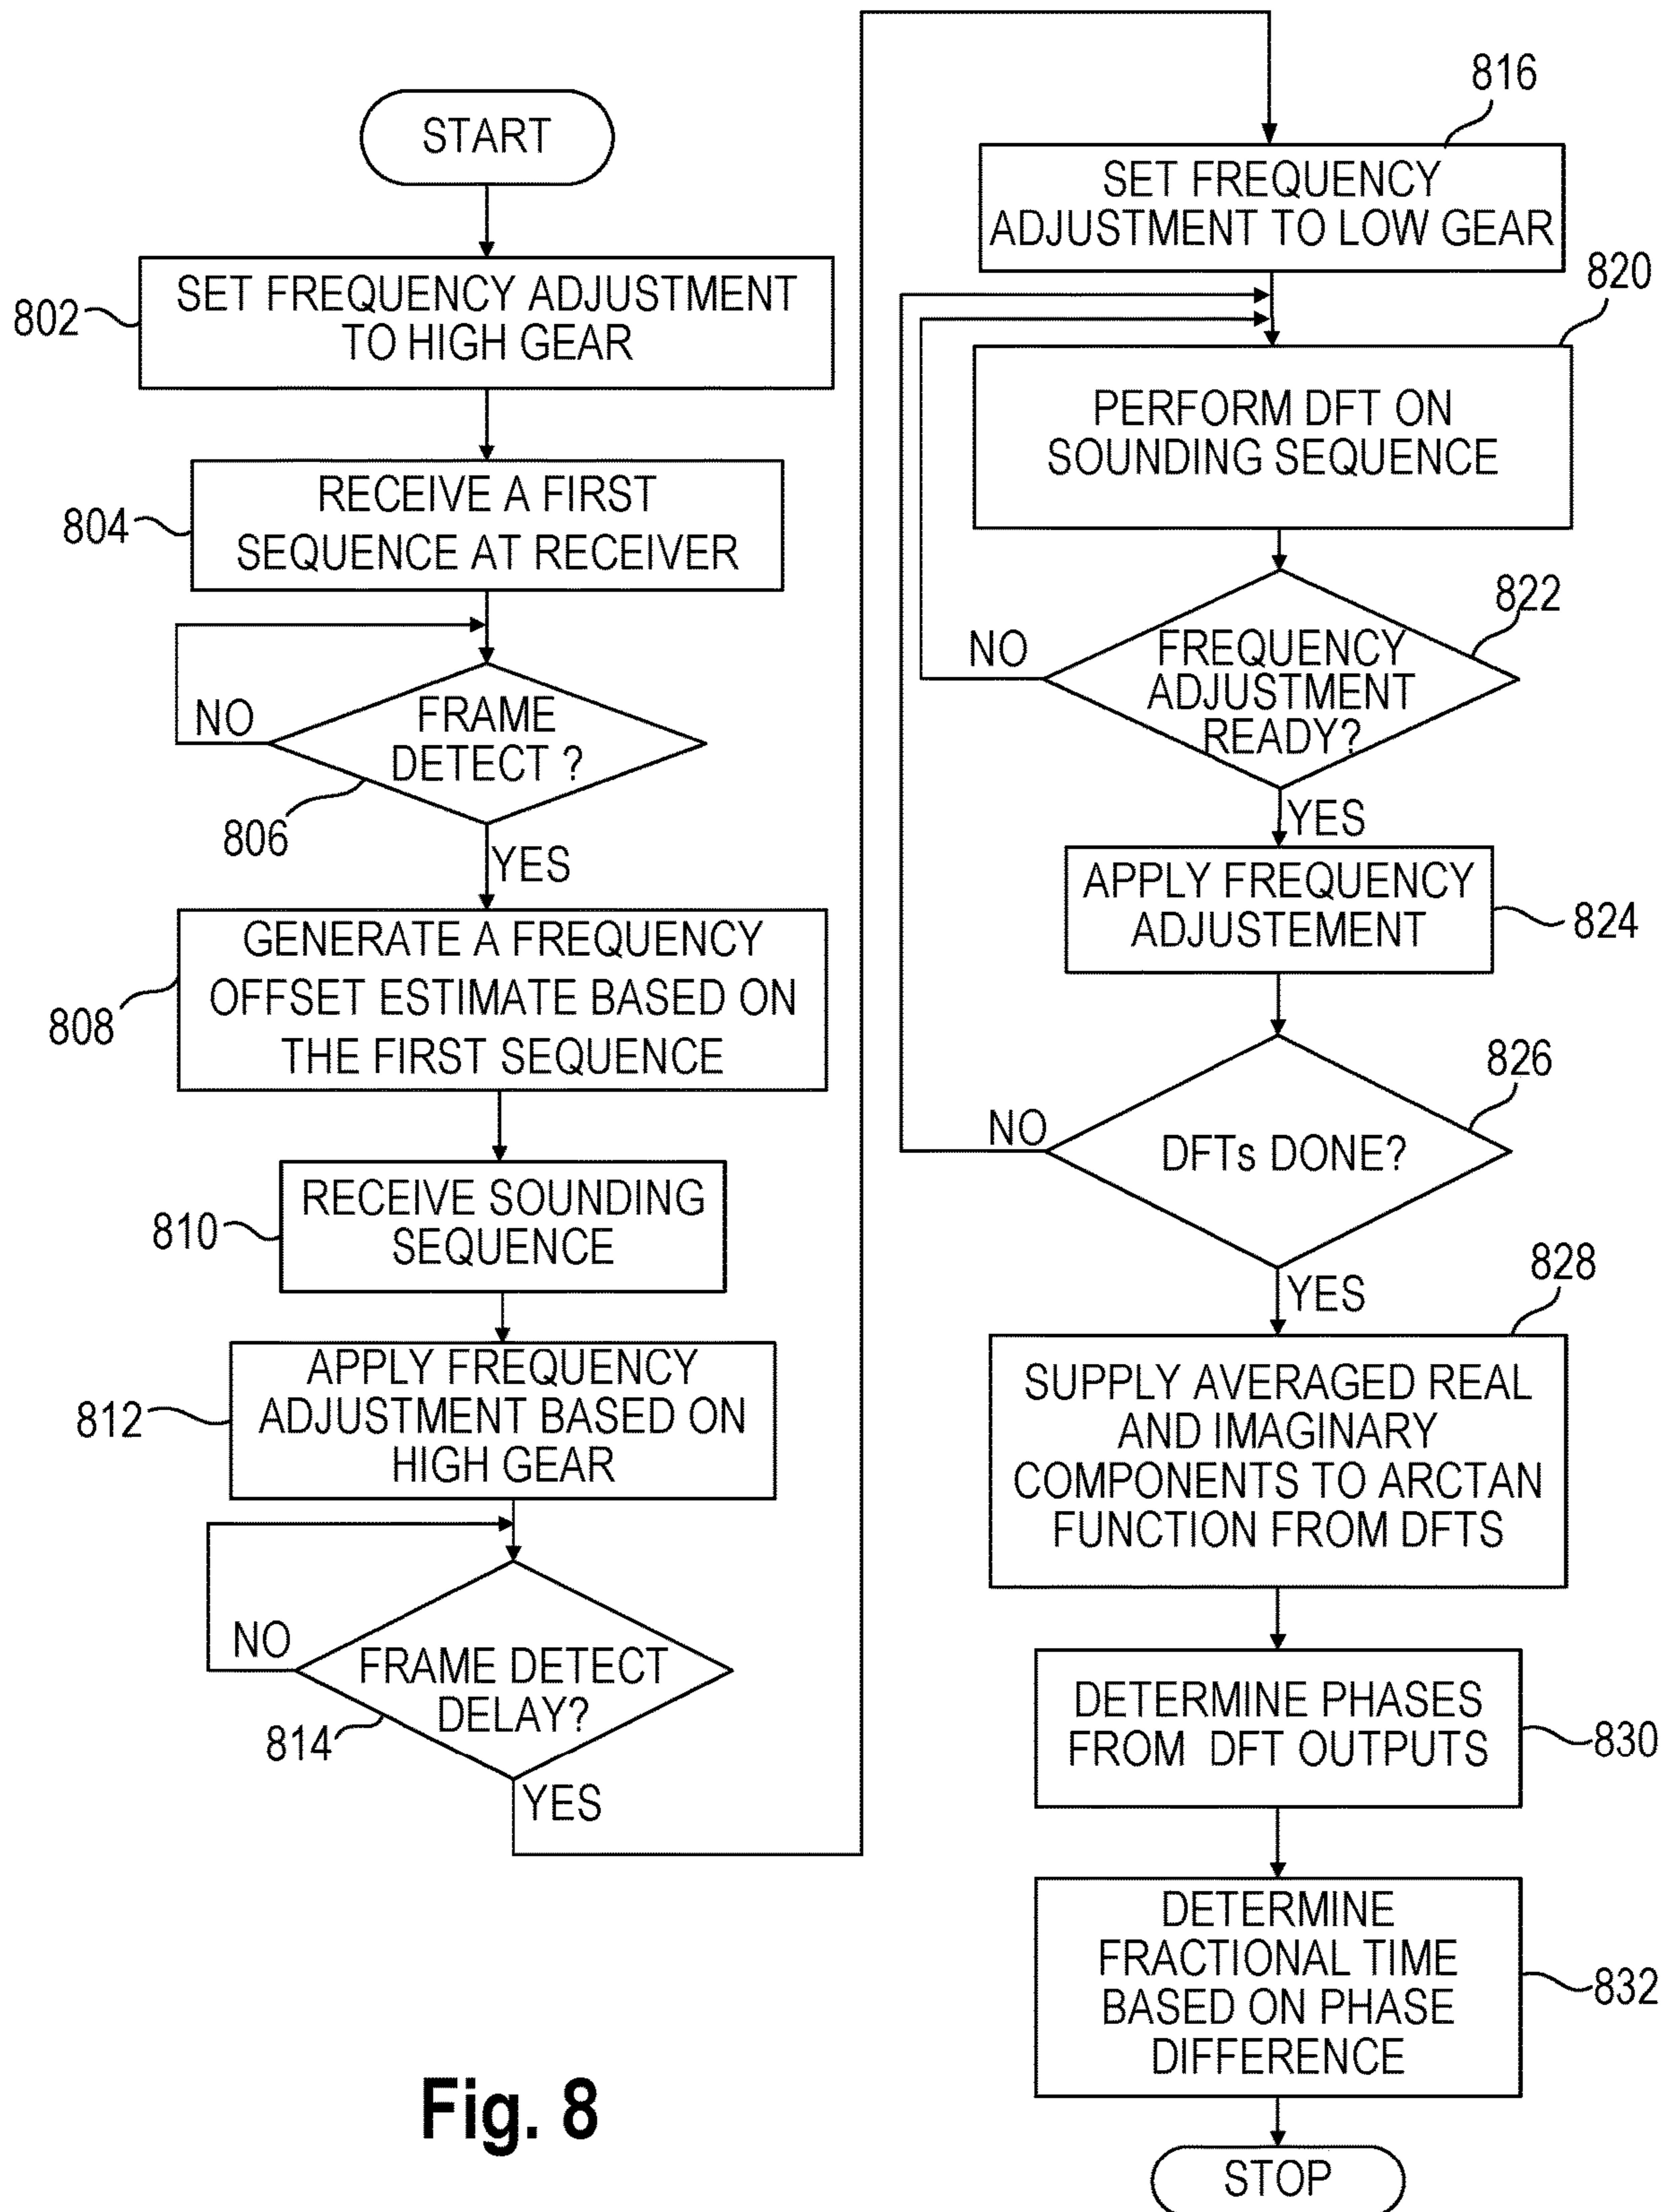 START
802
SET FREQUENCY ADJUSTMENT
TO HIGH GEAR
804
RECEIVE A FIRST
SEQUENCE AT RECEIVER
NO
FRAME
DETECT ?
806
YES
808
GENERATE A FREQUENCY
OFFSET ESTIMATE BASED ON
THE FIRST SEQUENCE
810
RECEIVE SOUNDING
SEQUENCE
812
APPLY FREQUENCY
ADJUSTMENT BASED ON
HIGH GEAR
NO
FRAME DETECT
DELAY?
814
YES
816
SET FREQUENCY
ADJUSTMENT TO LOW GEAR
820
PERFORM DFT ON
SOUNDING SEQUENCE
822
NO
FREQUENCY
ADJUSTMENT
READY?
YES
APPLY FREQUENCY
ADJUSTEMENT
824
826
NO
DFTs DONE?
YES
828
SUPPLY AVERAGED REAL
AND IMAGINARY
COMPONENTS TO ARCTAN
FUNCTION FROM DFTS
DETERMINE PHASES
FROM DFT OUTPUTS
830
DETERMINE
FRACTIONAL TIME
BASED ON PHASE
DIFFERENCE
832
STOP
Fig. 8